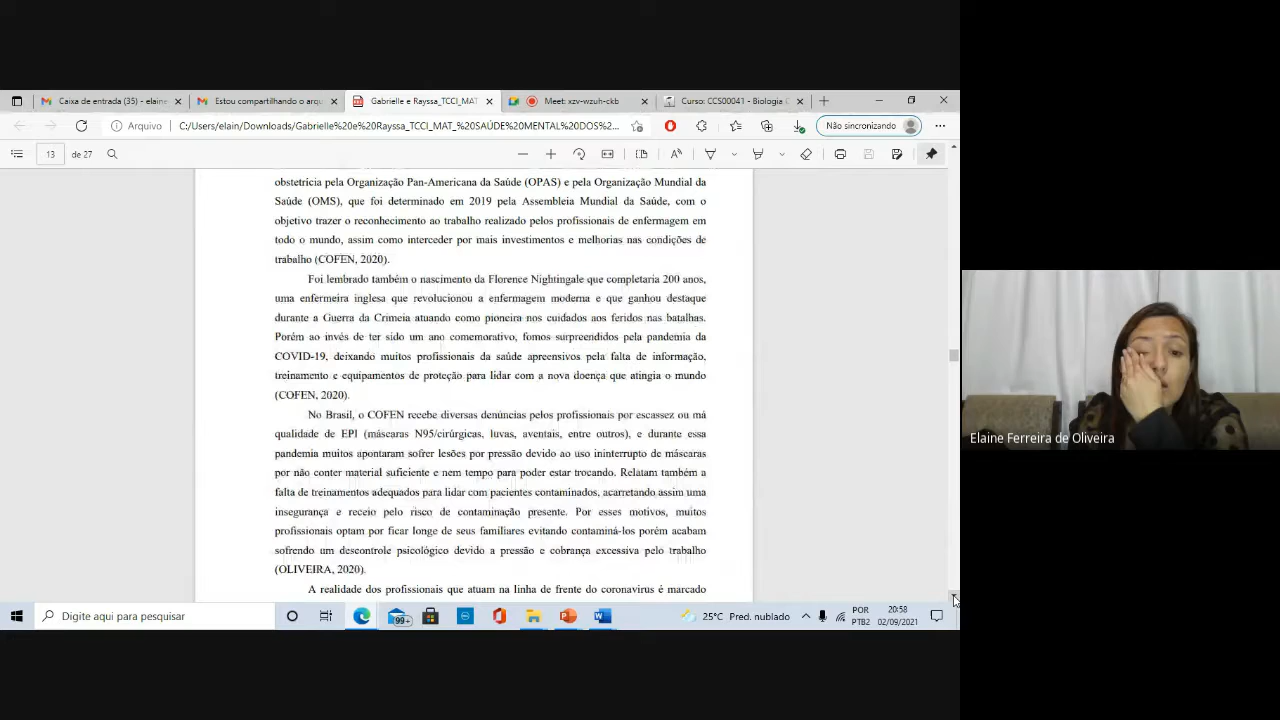 Caixa de entrada (35) - elaine
Estou compartilhando o arqu
Gabrielle e Rayssa_TCCI_MAT
Meet: xzv-wzuh-ckb
Curso: CCS00041 - Biologia C
Arquivo
C:/Users/elain/Downloads/Gabrielle%20e%20Rayssa_TCCI_MAT_%20SAÚDE%20MENTAL%20DOS%2...
Não sincronizando
13 de 27
obstetrícia pela Organização Pan-Americana da Saúde (OPAS) e pela Organização Mundial da
Saúde (OMS), que foi determinado em 2019 pela Assembleia Mundial da Saúde, com o
objetivo trazer o reconhecimento ao trabalho realizado pelos profissionais de enfermagem em
todo o mundo, assim como interceder por mais investimentos e melhorias nas condições de
trabalho (COFEN, 2020).
Foi lembrado também o nascimento da Florence Nightingale que completaria 200 anos,
uma enfermeira inglesa que revolucionou a enfermagem moderna e que ganhou destaque
durante a Guerra da Crimeia atuando como pioneira nos cuidados aos feridos nas batalhas.
Porém ao invés de ter sido um ano comemorativo, fomos surpreendidos pela pandemia da
COVID-19, deixando muitos profissionais da saúde apreensivos pela falta de informação,
treinamento e equipamentos de proteção para lidar com a nova doença que atingia o mundo
(COFEN, 2020).
No Brasil, o COFEN recebe diversas denúncias pelos profissionais por escassez ou má
qualidade de EPI (máscaras N95/cirúrgicas, luvas, aventais, entre outros), e durante essa
pandemia muitos apontaram sofrer lesões por pressão devido ao uso ininterrupto de máscaras
por não conter material suficiente e nem tempo para poder estar trocando. Relatam também a
falta de treinamentos adequados para lidar com pacientes contaminados, acarretando assim uma
insegurança e receio pelo risco de contaminação presente. Por esses motivos, muitos
profissionais optam por ficar longe de seus familiares evitando contaminá-los porém acabam
sofrendo um descontrole psicológico devido a pressão e cobrança excessiva pelo trabalho
(OLIVEIRA, 2020).
A realidade dos profissionais que atuam na linha de frente do coronavírus é marcado
Elaine Ferreira de Oliveira
Digite aqui para pesquisar
99+
25°C Pred. nublado
POR
PTB2
20:58
02/09/2021